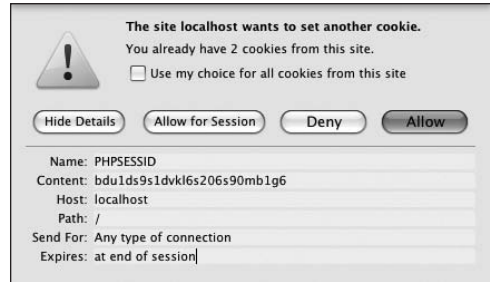 The site localhost wants to set another cookie.
You already have 2 cookies from this site.
Use my choice for all cookies from this site
Hide Details Allow for Session Deny Allow
Name: PHPSESSID
Content: bdu1ds9s1dvkl6s206s90mb1g6
Host: localhost
Path: /
Send For: Any type of connection
Expires: at end of session